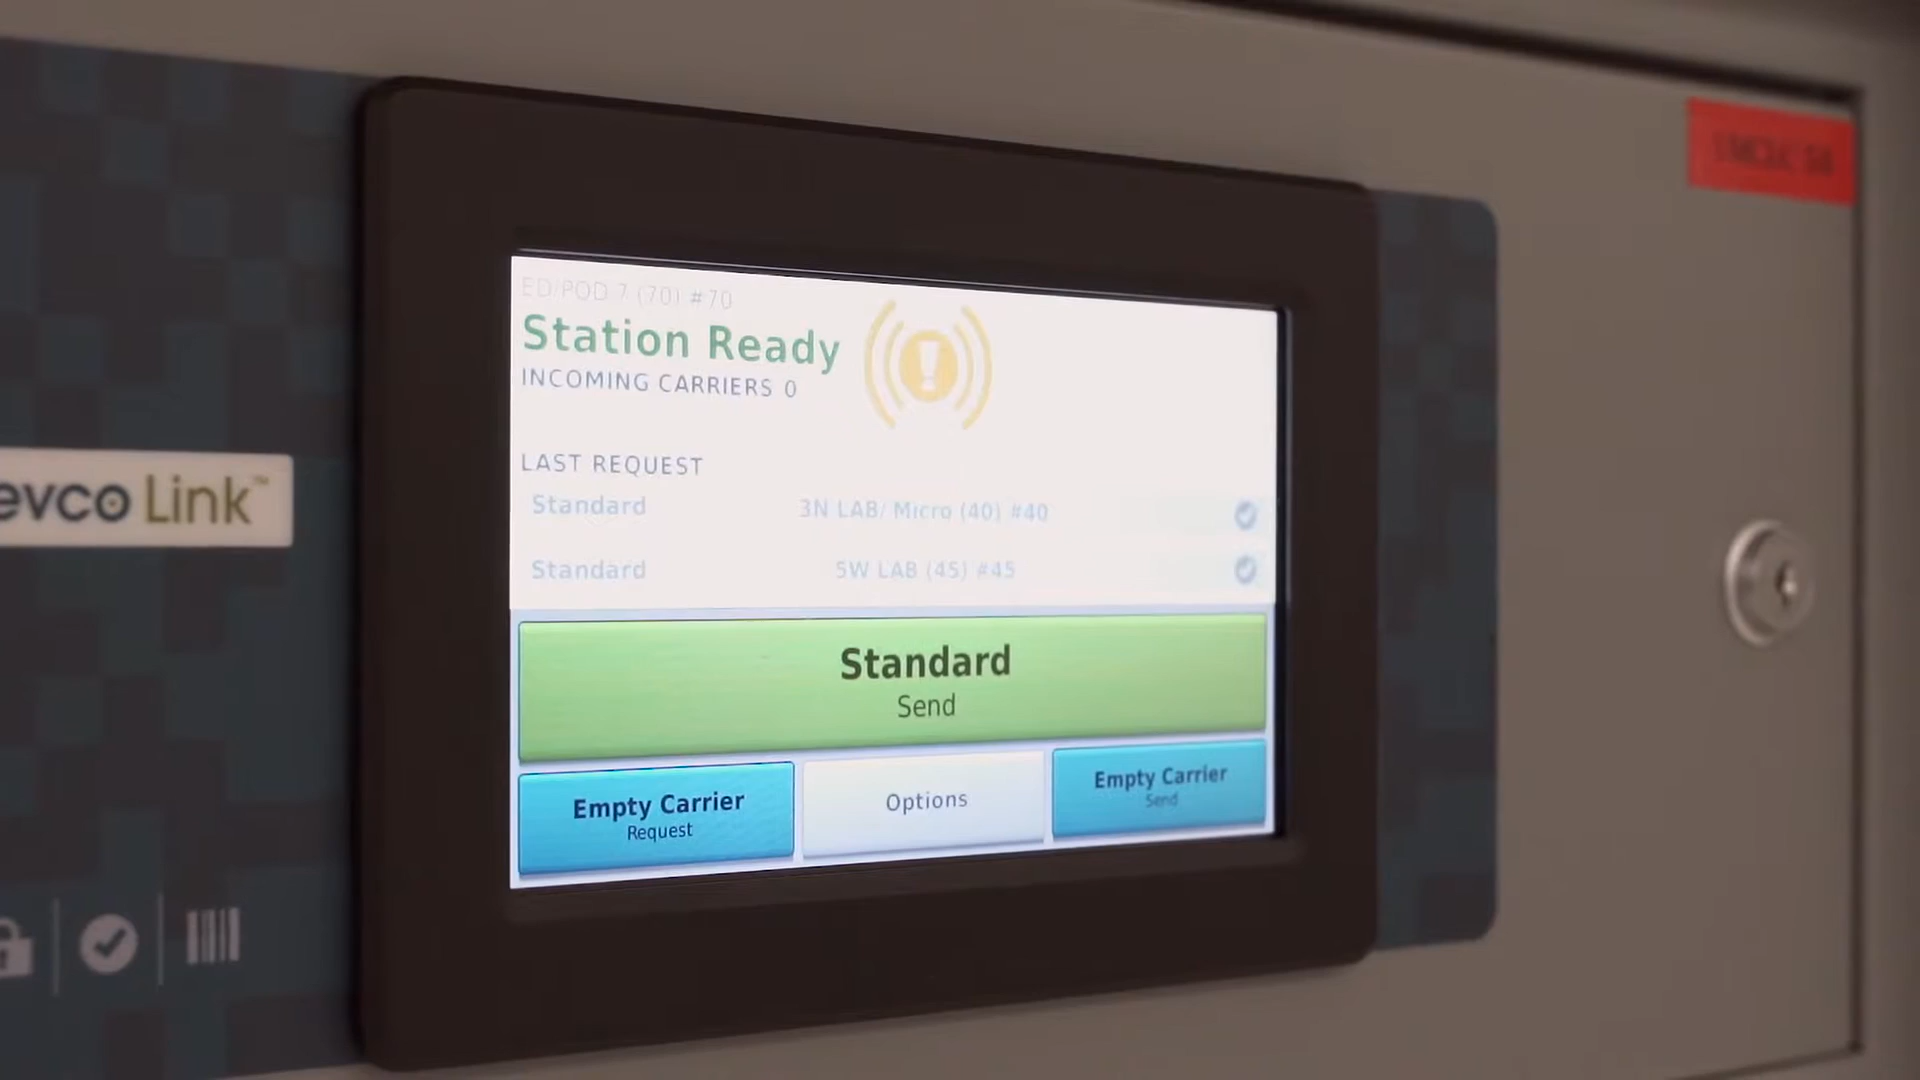 ED/POD 7 (70) #70
Station Ready
INCOMING CARRIERS 0
LAST REQUEST
Standard 3N LAB/ Micro (40) #40
Standard 5W LAB (45) #45
Standard
Send
Empty Carrier
Request
Options
Empty Carrier
Send
evco Link™